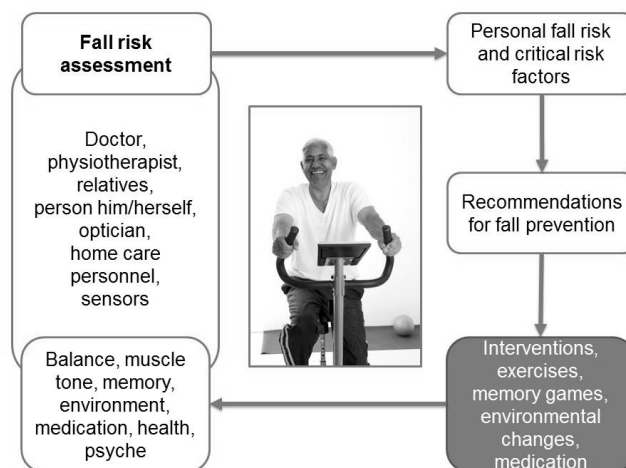 Fall risk
assessment
Doctor,
physiotherapist,
relatives,
person him/herself,
optician,
home care
personnel,
sensors
Balance, muscle
tone, memory,
environment,
medication, health,
psyche
Personal fall risk
and critical risk
factors
Recommendations
for fall prevention
Interventions,
exercises,
memory games,
environmental
changes,
medication